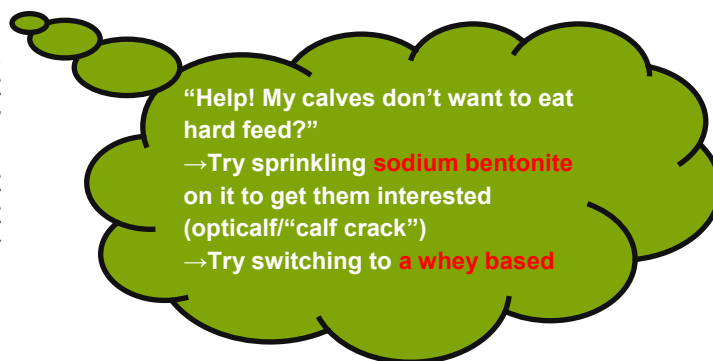 “Help! My calves don’t want to eat
hard feed?”
→Try sprinkling sodium bentonite
on it to get them interested
(opticalf/“calf crack”)
→Try switching to a whey based